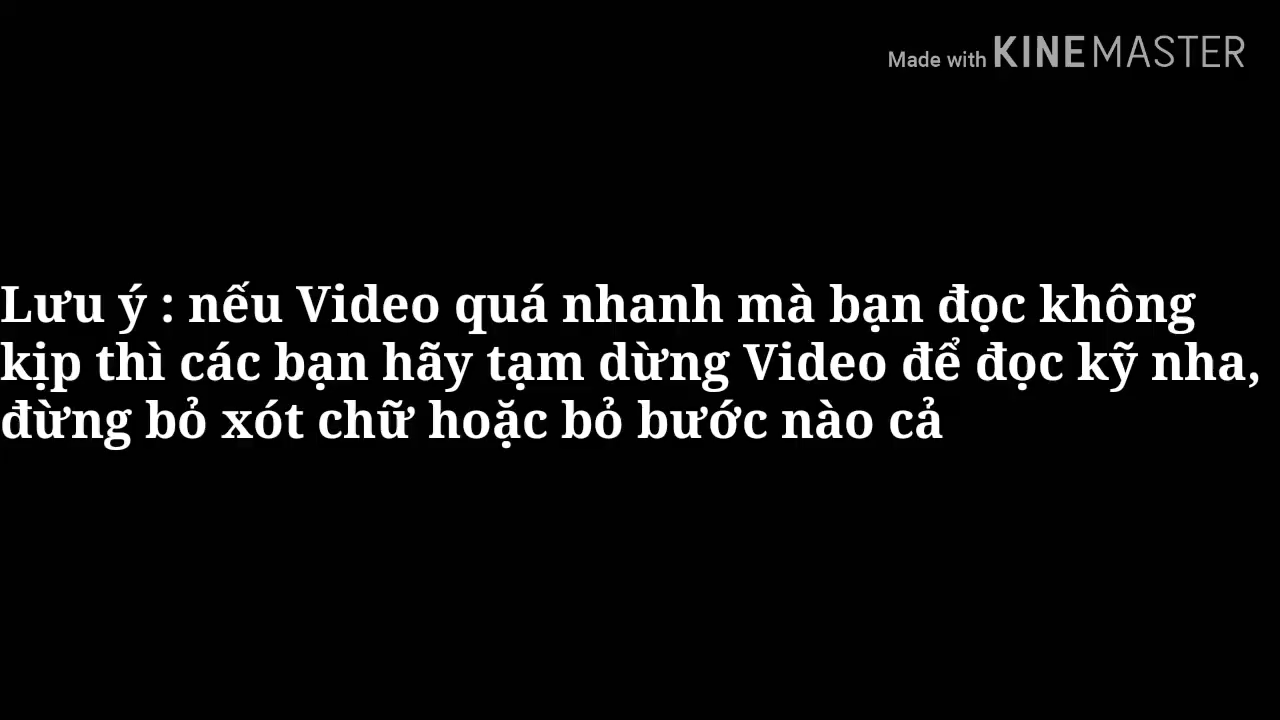 Made with KINEMASTER
Lưu ý : nếu Video quá nhanh mà bạn đọc không
kịp thì các bạn hãy tạm dừng Video để đọc kỹ nha,
đừng bỏ xót chữ hoặc bỏ bước nào cả